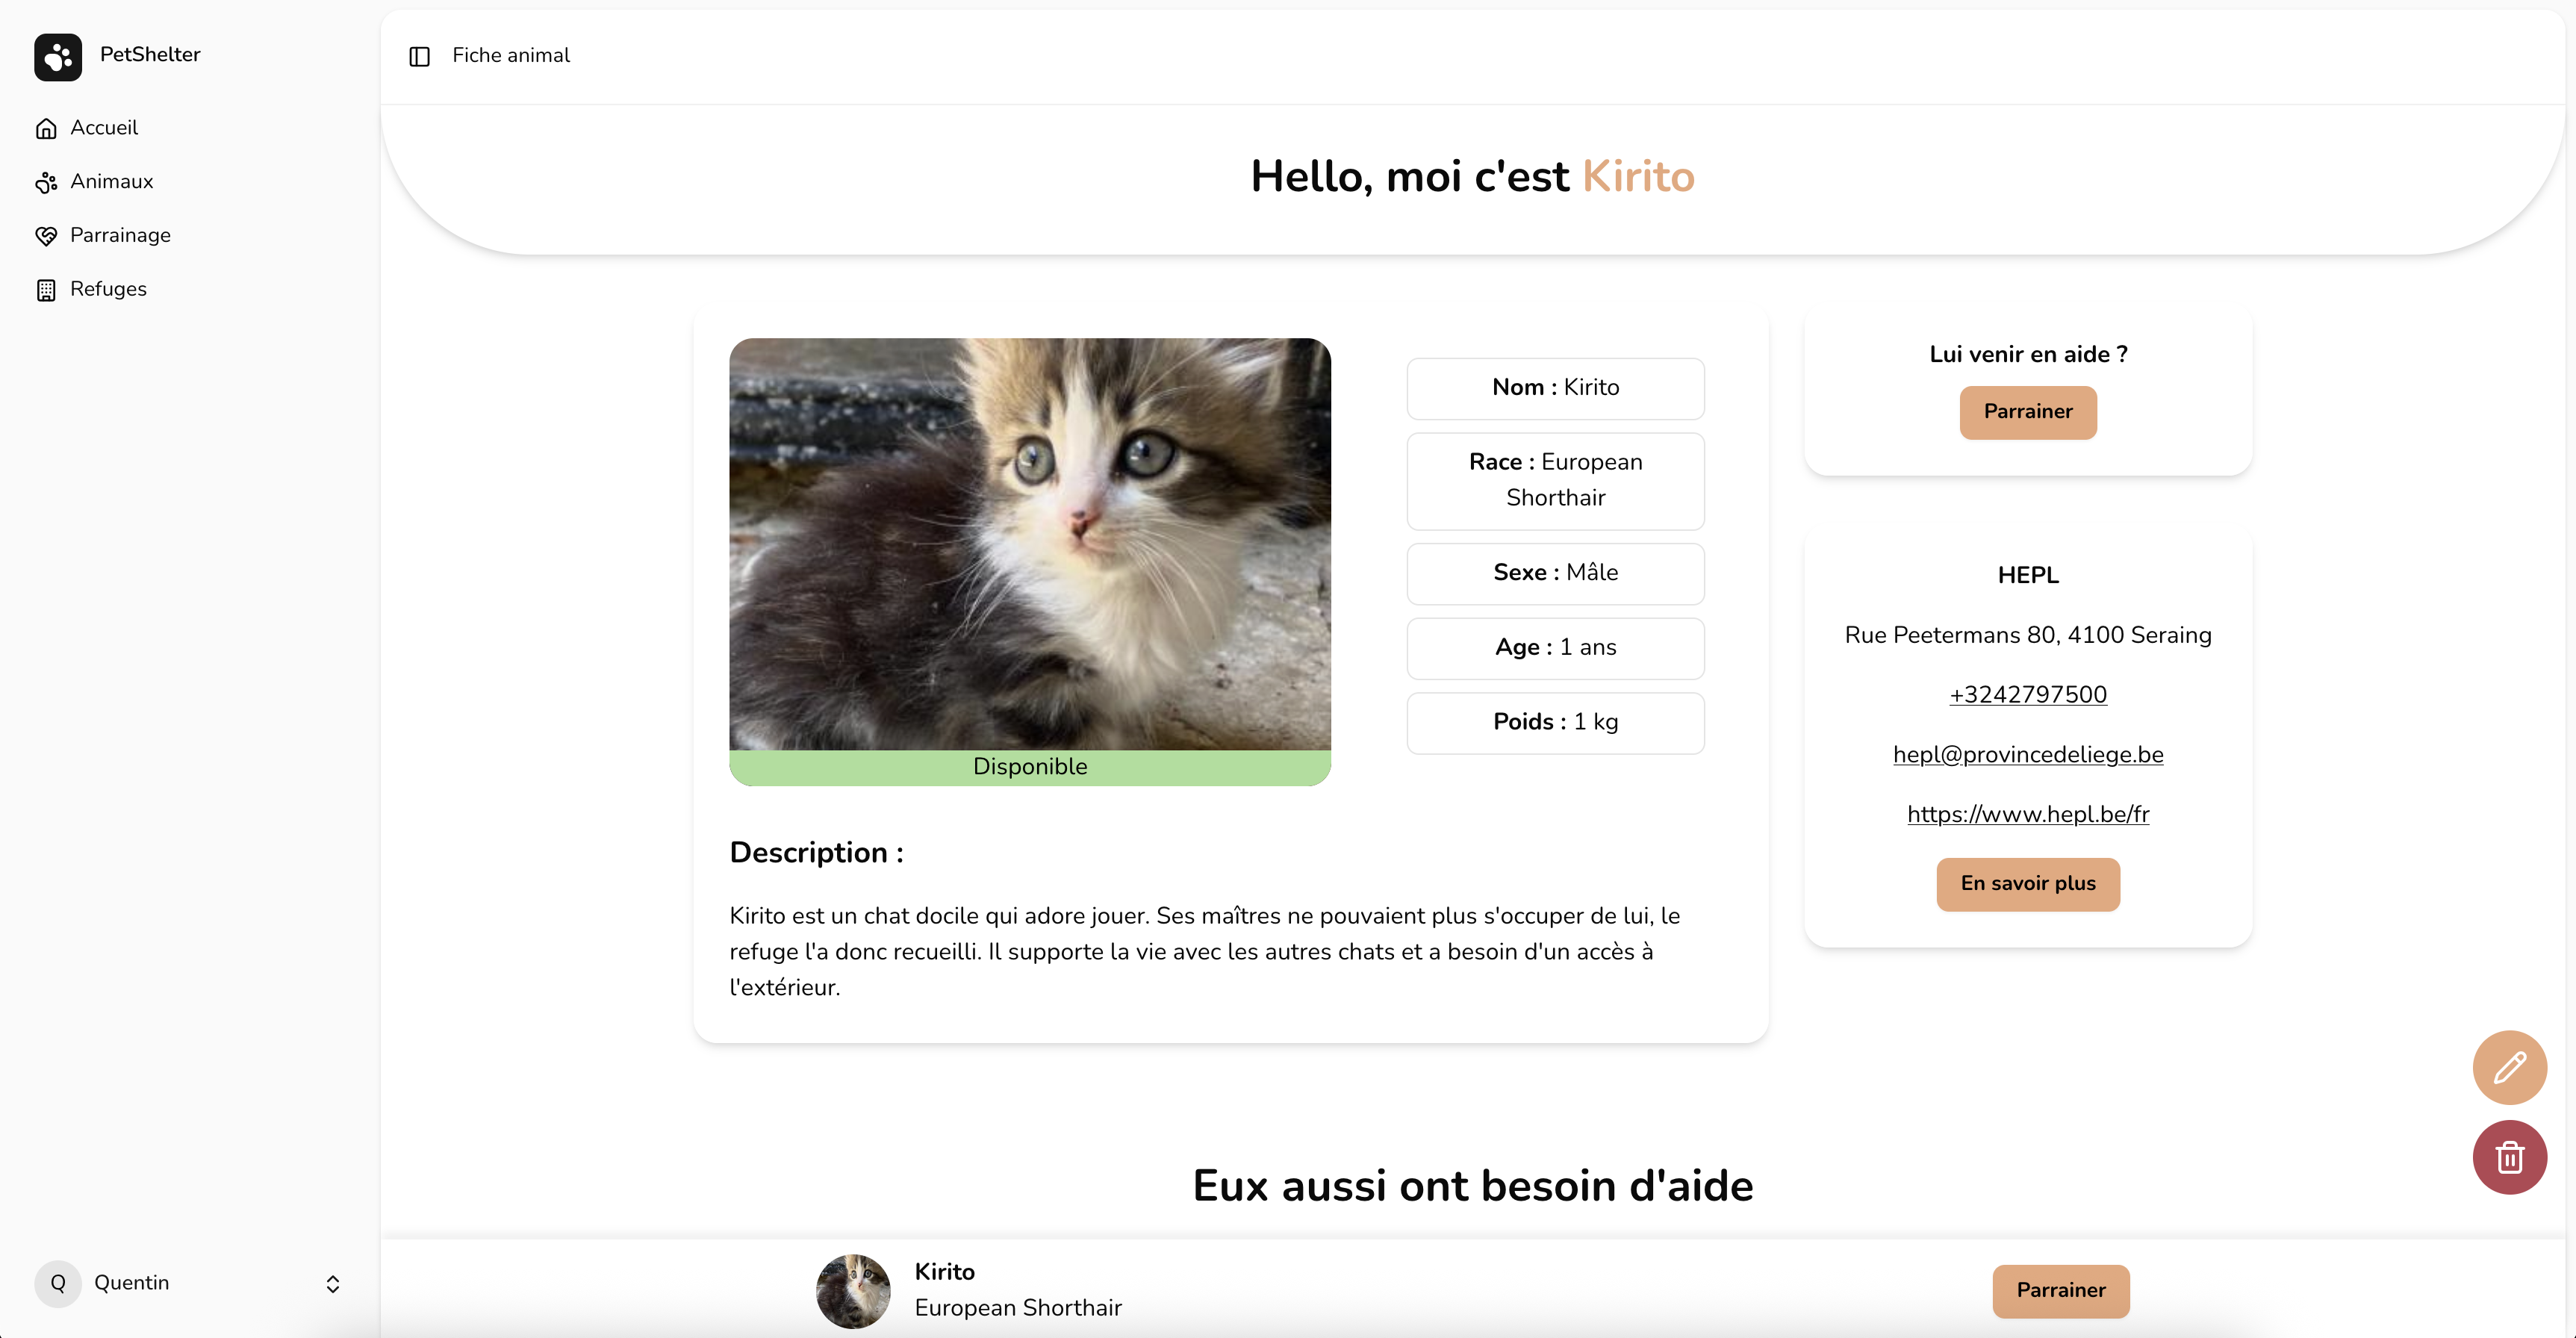 PetShelter
Accueil
Animaux
Parrainage
Refuges
Q
Quentin
Fiche animal
Hello, moi c'est Kirito
Disponible
Nom : Kirito
Race : European
Shorthair
Sexe : Mâle
Age : 1 ans
Poids : 1 kg
Description :
Kirito est un chat docile qui adore jouer. Ses maîtres ne pouvaient plus s'occuper de lui, le
refuge l'a donc recueilli. Il supporte la vie avec les autres chats et a besoin d'un accès à
l'extérieur.
Lui venir en aide ?
Parrainer
HEPL
Rue Peetermans 80, 4100 Seraing
+3242797500
hepl@provincedeliege.be
https://www.hepl.be/fr
En savoir plus
Eux aussi ont besoin d'aide
Kirito
European Shorthair
Parrainer